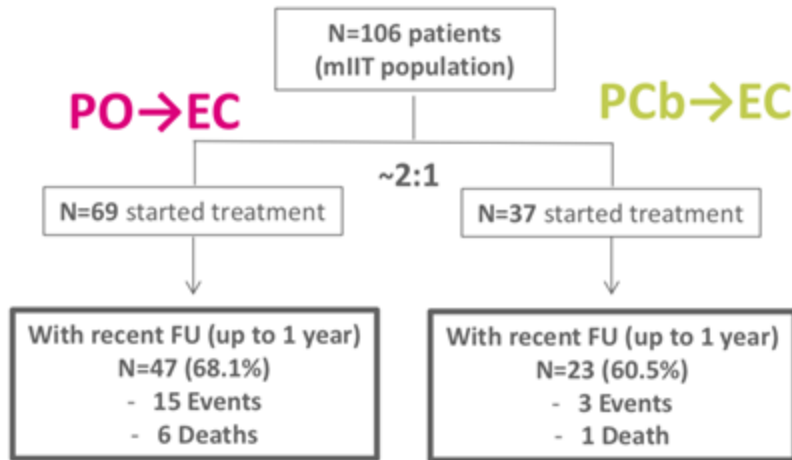 N=106 patients
(mIIT population)
PO→EC
PCb→EC
~2:1
N=69 started treatment
N=37 started treatment
With recent FU (up to 1 year)
N=47 (68.1%)
- 15 Events
- 6 Deaths
With recent FU (up to 1 year)
N=23 (60.5%)
- 3 Events
- 1 Death